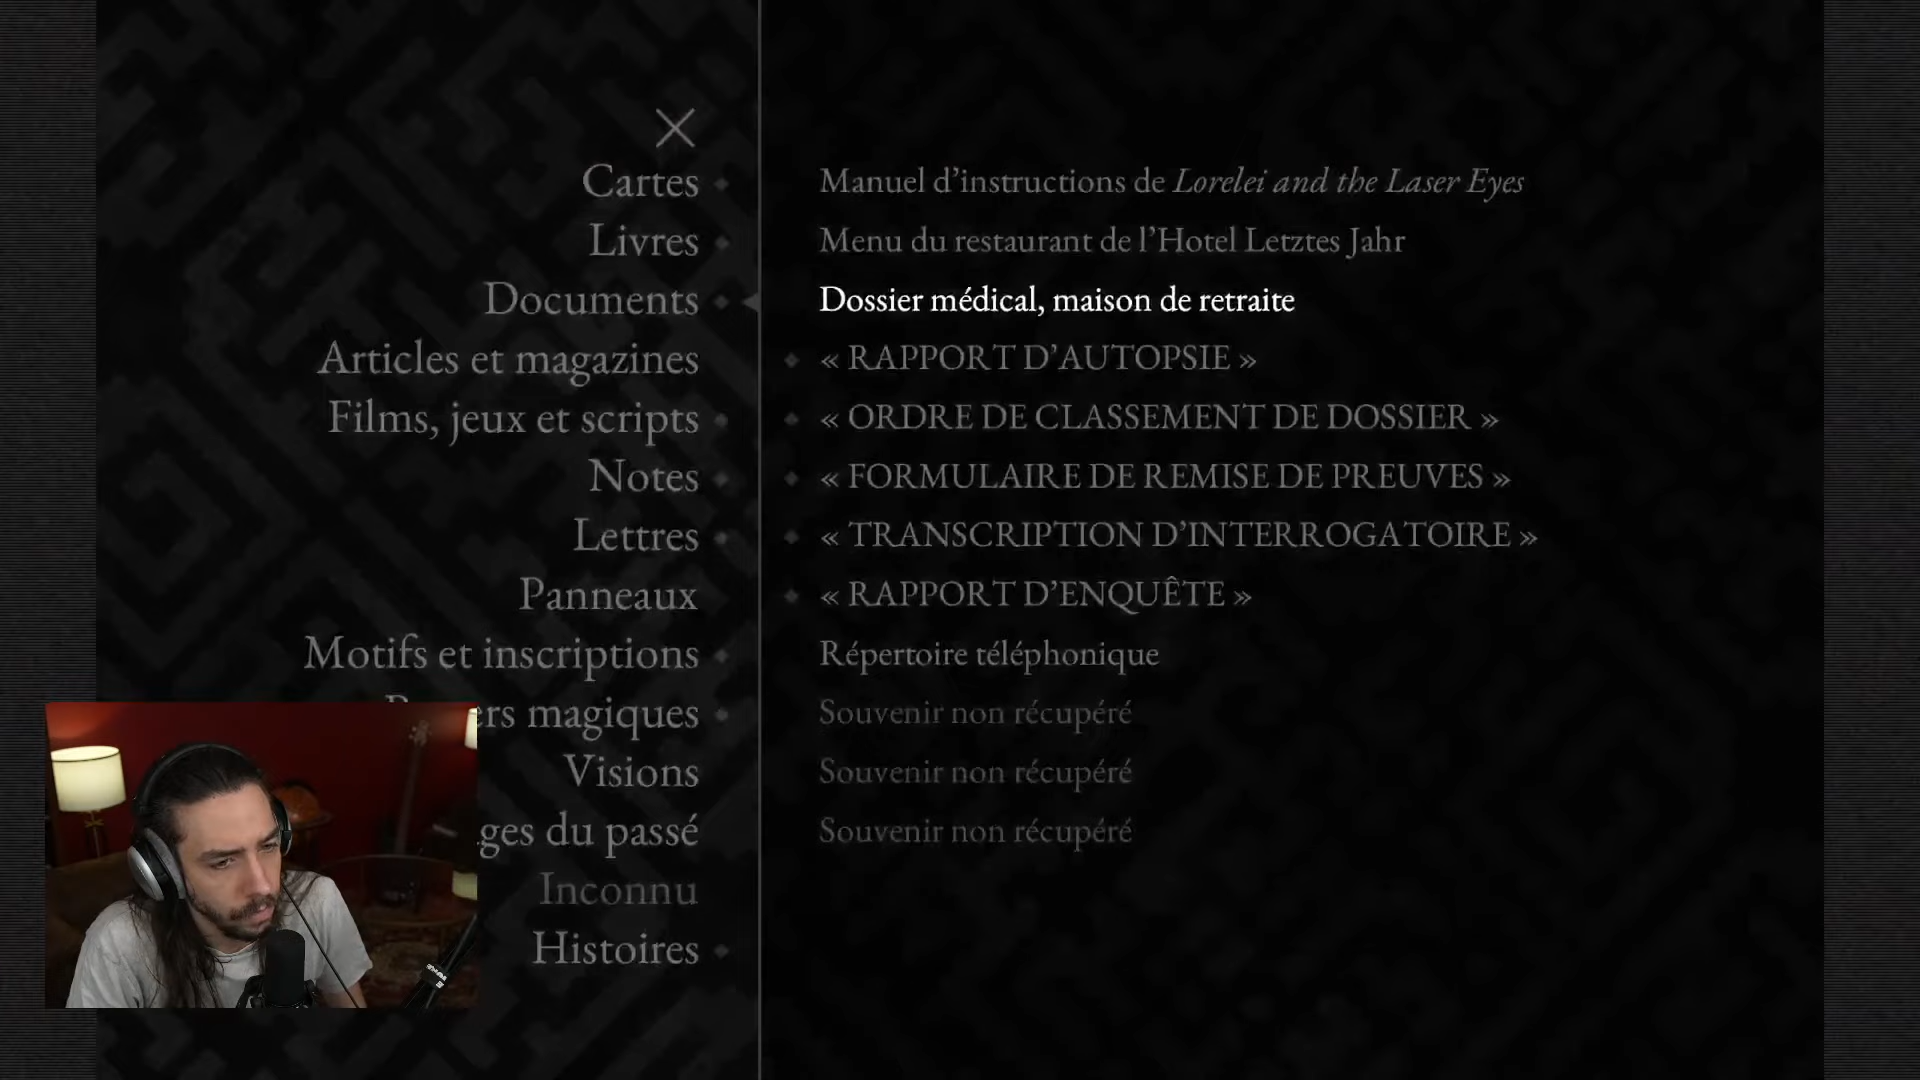 Cartes
Livres
Documents
Articles et magazines
Films, jeux et scripts
Notes
Lettres
Panneaux
Motifs et inscriptions
magiques
Visions
du passé
Inconnu
Histoires
Manuel d’instructions de Lorelei and the Laser Eyes
Menu du restaurant de l’Hotel Letztes Jahr
Dossier médical, maison de retraite
« RAPPORT D’AUTOPSIE »
« ORDRE DE CLASSEMENT DE DOSSIER »
« FORMULAIRE DE REMISE DE PREUVES »
« TRANSCRIPTION D’INTERROGATOIRE »
« RAPPORT D’ENQUÊTE »
Répertoire téléphonique
Souvenir non récupéré
Souvenir non récupéré
Souvenir non récupéré